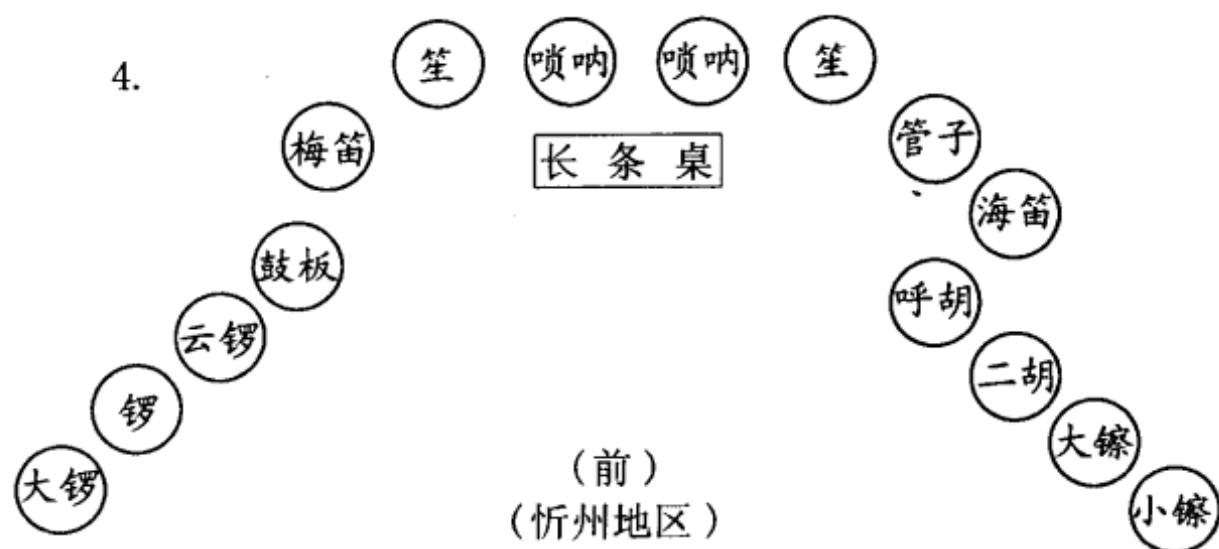 4.
笙 唢呐 唢呐 笙
梅笛 长条桌 管子
海笛
鼓板
呼胡
云锣
二胡
锣
大镲
大锣
小镲
(前)
(忻州地区)